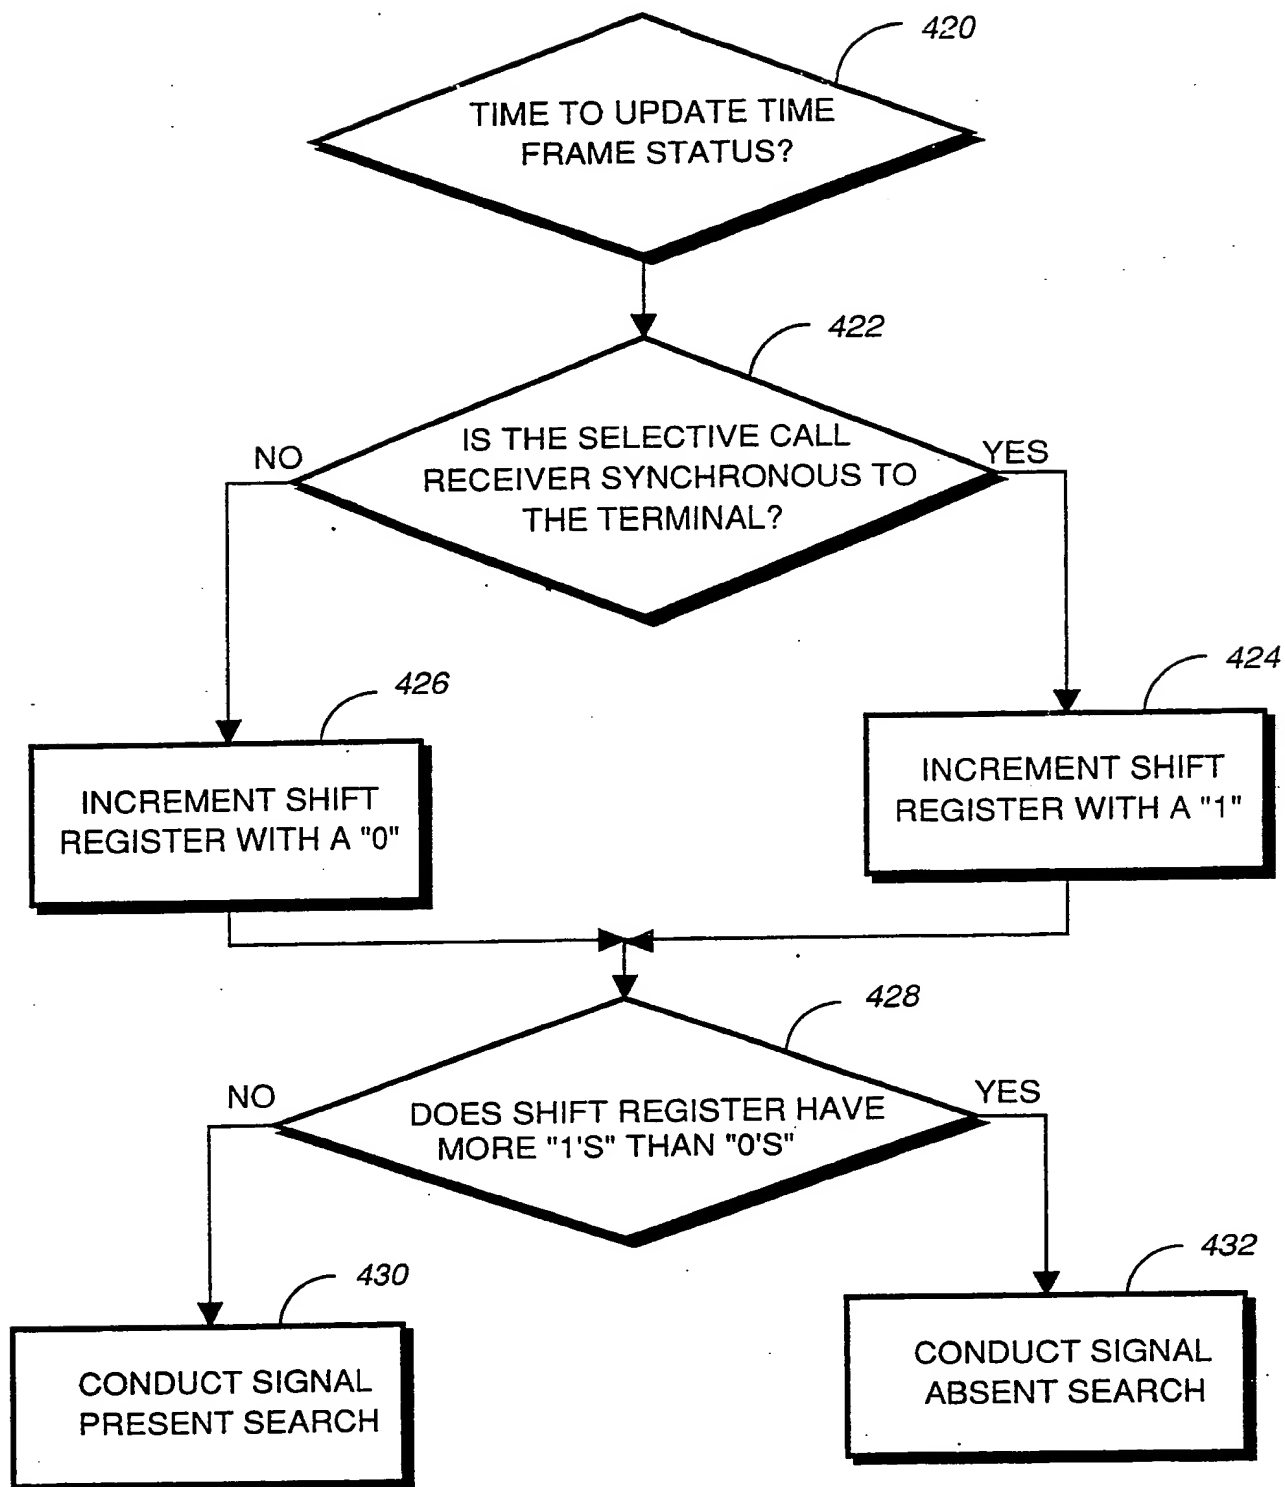 420
TIME TO UPDATE TIME
FRAME STATUS?
422
IS THE SELECTIVE CALL
RECEIVER SYNCHRONOUS TO
THE TERMINAL?
NO
YES
426
424
INCREMENT SHIFT
REGISTER WITH A "0"
INCREMENT SHIFT
REGISTER WITH A "1"
428
NO
YES
DOES SHIFT REGISTER HAVE
MORE "1'S" THAN "0'S"
430
432
CONDUCT SIGNAL
PRESENT SEARCH
CONDUCT SIGNAL
ABSENT SEARCH